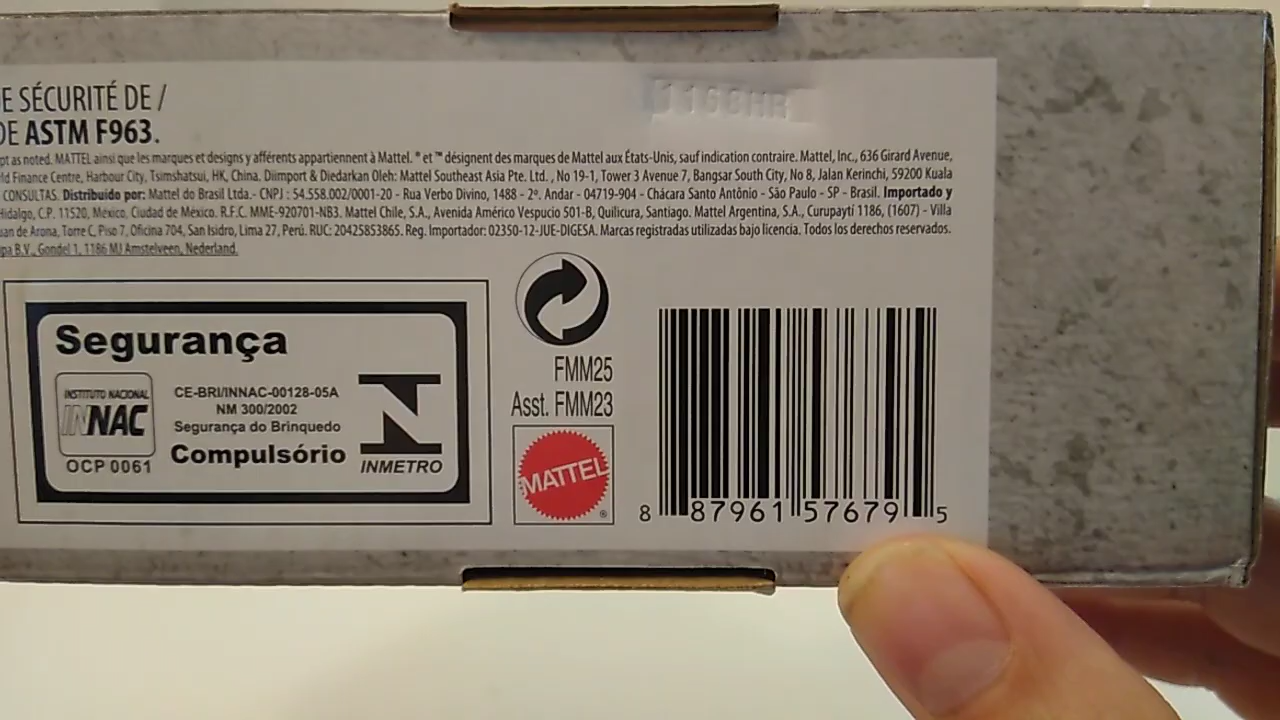 E SÉCURITÉ DE /
DE ASTM F963.
1168HR
pt as noted. MATTEL ainsi que les marques et designs y afférents appartiennent à Mattel. ® et ™ désignent des marques de Mattel aux États-Unis, sauf indication contraire. Mattel, Inc., 636 Girard Avenue,
ld Finance Centre, Harbour City, Tsimshatsui, HK, China. Diimport & Diedarkan Oleh: Mattel Southeast Asia Pte. Ltd. , No 19-1, Tower 3 Avenue 7, Bangsar South City, No 8, Jalan Kerinchi, 59200 Kuala
CONSULTAS. Distribuido por: Mattel do Brasil Ltda.- CNPJ : 54.558.002/0001-20 - Rua Verbo Divino, 1488 - 2º. Andar - 04719-904 - Chácara Santo Antônio - São Paulo - SP - Brasil. Importado y
Hidalgo, C.P. 11520, México, Ciudad de México. R.F.C. MME-920701-NB3. Mattel Chile, S.A., Avenida Américo Vespucio 501-B, Quilicura, Santiago. Mattel Argentina, S.A., Curupaytí 1186, (1607) - Villa
uan de Arona, Torre C, Piso 7, Oficina 704, San Isidro, Lima 27, Perú. RUC: 20425853865. Reg. Importador: 02350-12-JUE-DIGESA. Marcas registradas utilizadas bajo licencia. Todos los derechos reservados.
pa B.V., Gondel 1, 1186 MJ Amstelveen, Nederland.
Segurança
INSTITUTO NACIONAL
INNAC
OCP 0061
CE-BRI/INNAC-00128-05A
NM 300/2002
Segurança do Brinquedo
Compulsório
INMETRO
FMM25
Asst. FMM23
MATTEL
®
8 87961 57679 5